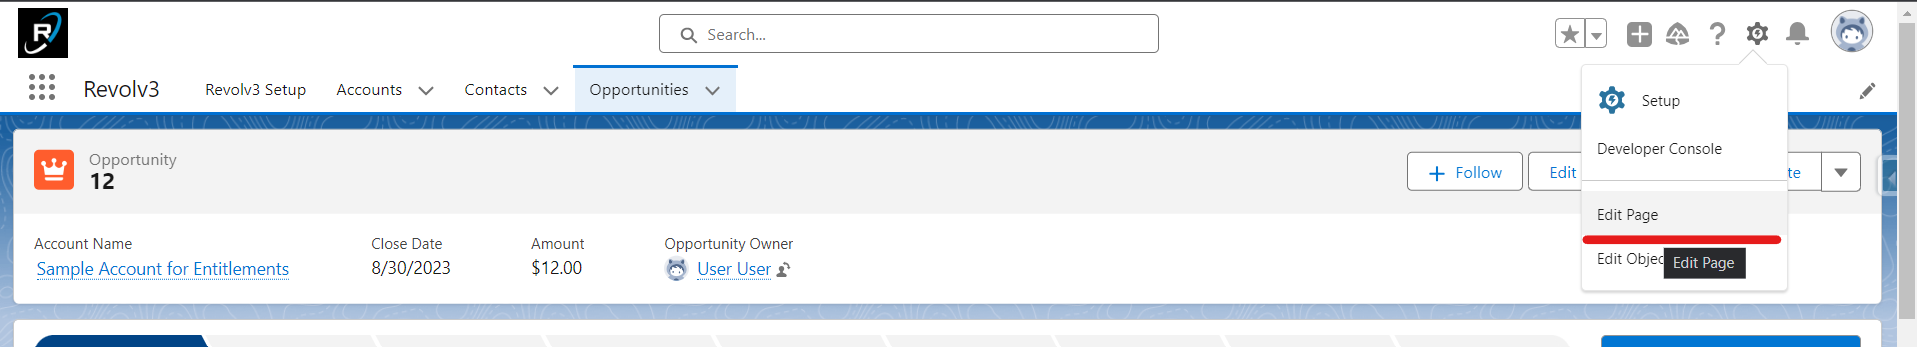 R
Search...
Revolv3
Revolv3 Setup
Accounts
Contacts
Opportunities
Setup
Developer Console
Edit Page
Edit Objec
Edit Page
Opportunity
12
Follow
Edit
te
Account Name
Sample Account for Entitlements
Close Date
8/30/2023
Amount
$12.00
Opportunity Owner
User User